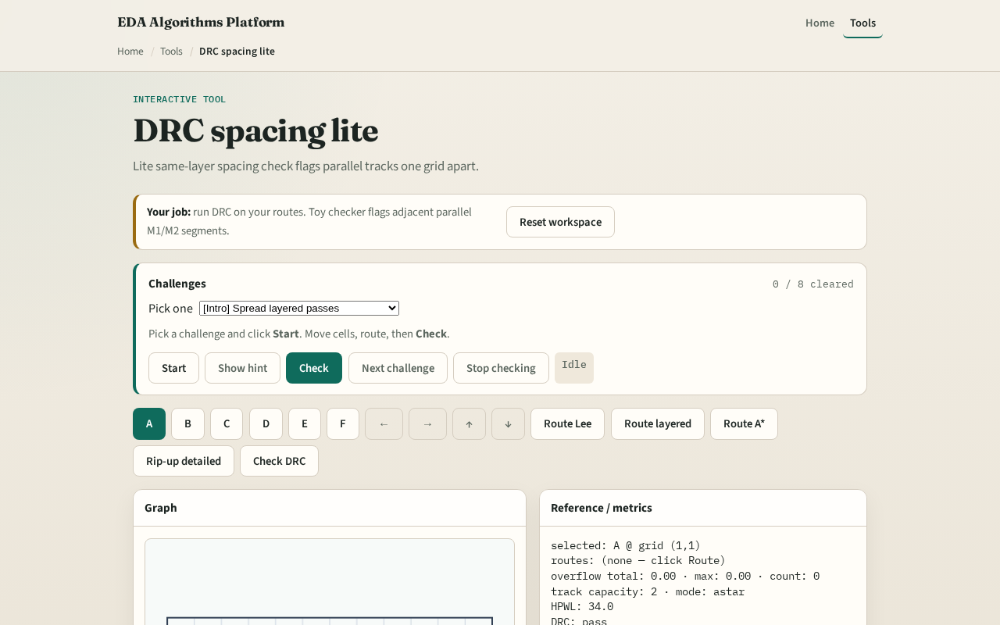 EDA Algorithms Platform
Home
Tools
Home / Tools / DRC spacing lite
INTERACTIVE TOOL
DRC spacing lite
Lite same-layer spacing check flags parallel tracks one grid apart.
Your job: run DRC on your routes. Toy checker flags adjacent parallel
M1/M2 segments.
Reset workspace
Challenges
0 / 8 cleared
Pick one [Intro] Spread layered passes
Pick a challenge and click Start. Move cells, route, then Check.
Start Show hint Check Next challenge Stop checking Idle
A B C D E F ← → ↑ ↓ Route Lee Route layered Route A*
Rip-up detailed Check DRC
Graph
Reference / metrics
selected: A @ grid (1,1)
routes: (none — click Route)
overflow total: 0.00 · max: 0.00 · count: 0
track capacity: 2 · mode: astar
HPWL: 34.0
DRC: pass